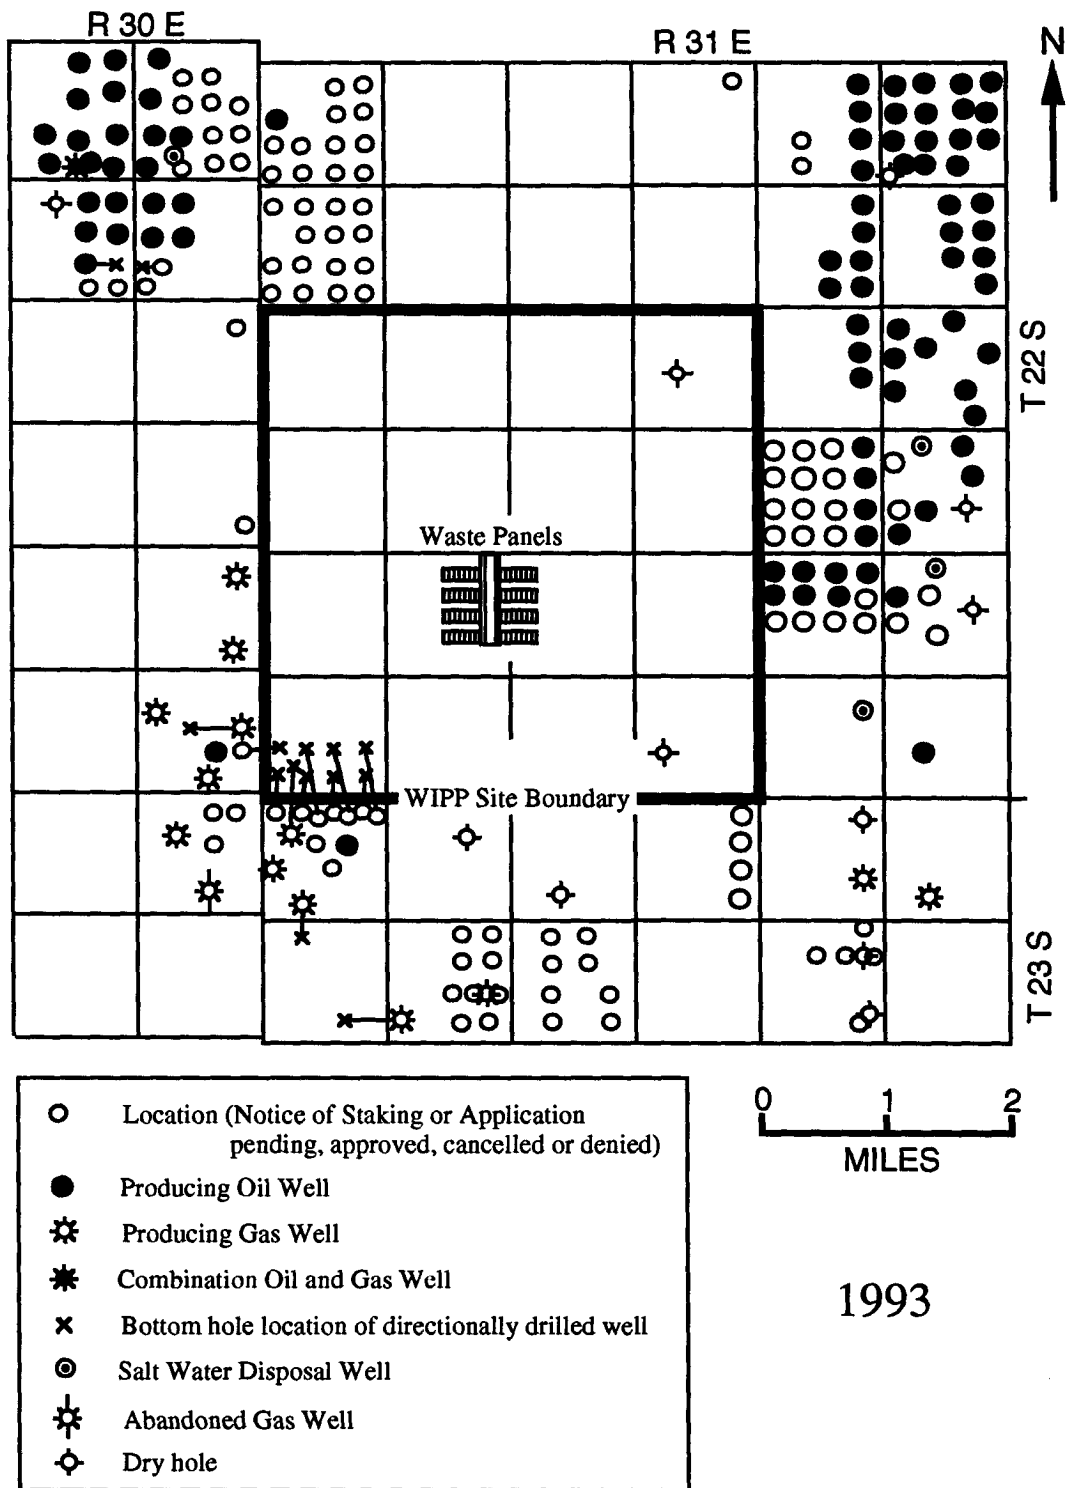 R 30 E
R 31 E
N
T 22 S
Waste Panels
WIPP Site Boundary
T 23 S
Location (Notice of Staking or Application
pending, approved, cancelled or denied)
Producing Oil Well
Producing Gas Well
Combination Oil and Gas Well
Bottom hole location of directionally drilled well
Salt Water Disposal Well
Abandoned Gas Well
Dry hole
0 1 2
MILES
1993